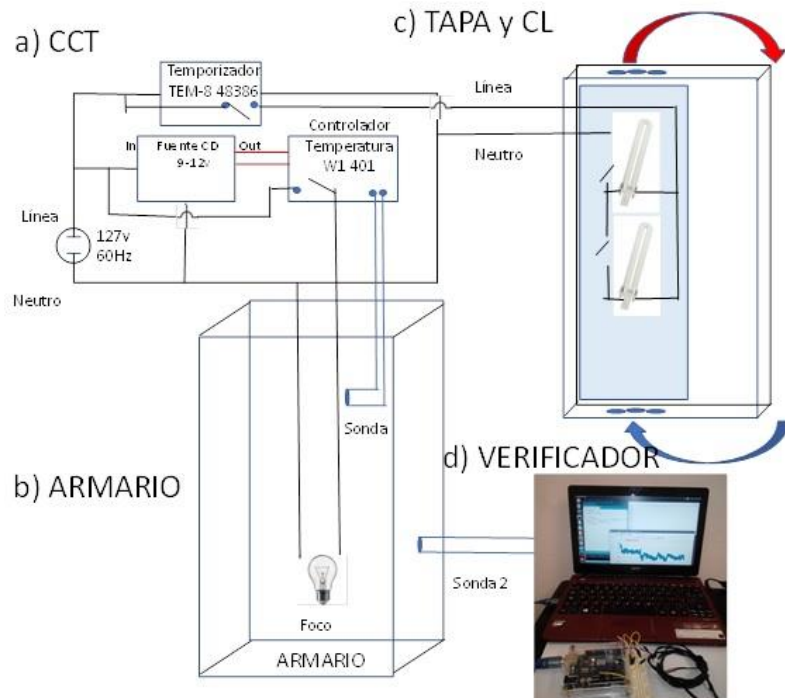 a) CCT
c) TAPA y CL
Temporizador
TEM-8 48386
Línea
Controlador
In
Fuente CD
9-12v
Out
Temperatura
W1 401
Neutro
Línea
127v
60Hz
Neutro
Sonda
b) ARMARIO
d) VERIFICADOR
Sonda 2
Foco
ARMARIO